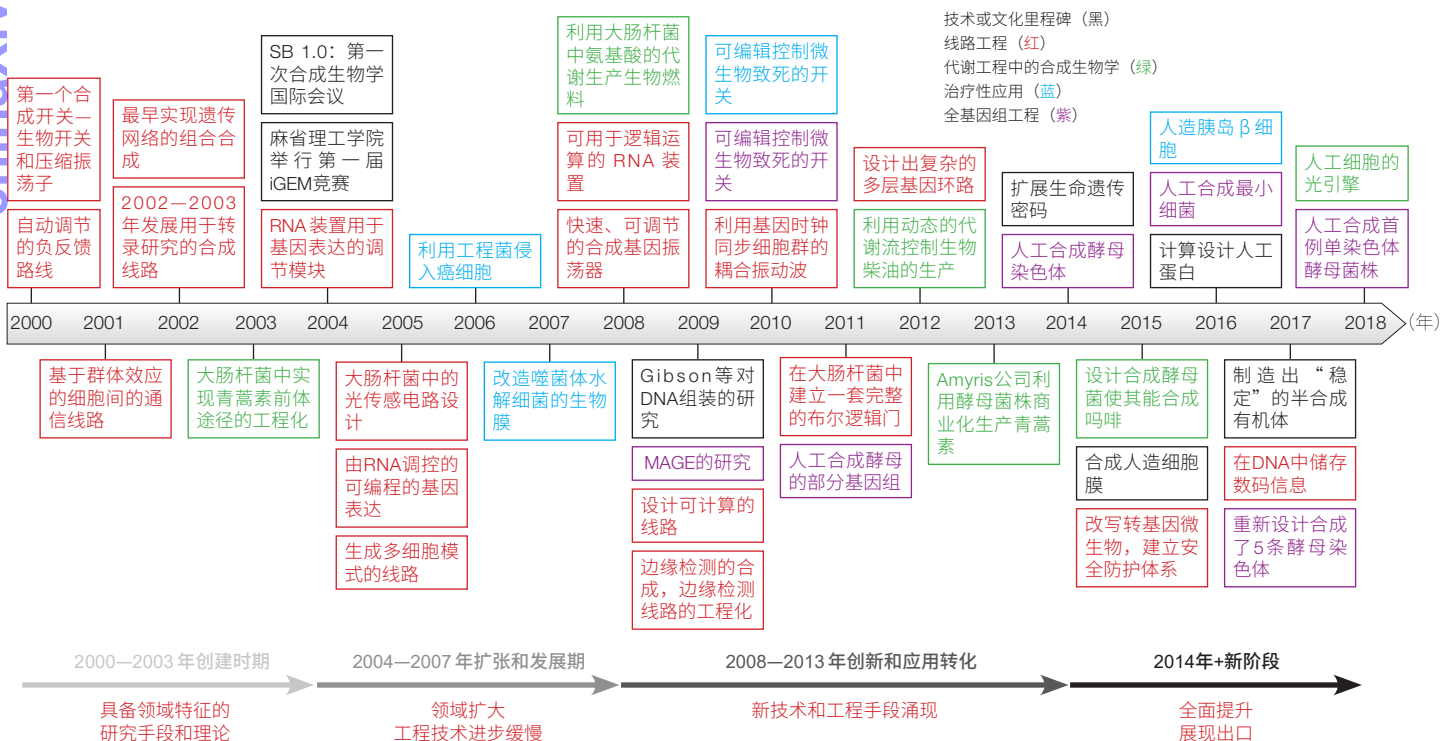 技术或文化里程碑（黑）
线路工程（红）
代谢工程中的合成生物学（绿）
治疗性应用（蓝）
全基因组工程（紫）
第一个合
成开关—
生物开关
和压缩振
荡子
自动调节
的负反馈
路线
最早实现遗传
网络的组合合
成
2002—2003
年发展用于转
录研究的合成
线路
SB 1.0：第一
次合成生物学
国际会议
麻省理工学院
举行第一届
iGEM竞赛
RNA装置用于
基因表达的调
节模块
利用工程菌侵
入癌细胞
利用大肠杆菌
中氨基酸的代
谢生产生物燃
料
可用于逻辑运
算的 RNA 装
置
快速、可调节
的合成基因振
荡器
可编辑控制微
生物致死的开
关
可编辑控制微
生物致死的开
关
利用基因时钟
同步细胞群的
耦合振动波
设计出复杂的
多层基因环路
利用动态的代
谢流控制生物
柴油的生产
扩展生命遗传
密码
人工合成酵母
染色体
人造胰岛β细
胞
人工合成最小
细菌
计算设计人工
蛋白
人工细胞的
光引擎
人工合成首
例单染色体
酵母菌株
2000 2001 2002 2003 2004 2005 2006 2007 2008 2009 2010 2011 2012 2013 2014 2015 2016 2017 2018 （年）
基于群体效应
的细胞间的通
信线路
大肠杆菌中实
现青蒿素前体
途径的工程化
大肠杆菌中的
光传感电路设
计
由RNA调控的
可编程的基因
表达
生成多细胞模
式的线路
改造噬菌体水
解细菌的生物
膜
Gibson等对
DNA组装的研
究
MAGE的研究
设计可计算的
线路
边缘检测的合
成，边缘检测
线路的工程化
在大肠杆菌中
建立一套完整
的布尔逻辑门
人工合成酵母
的部分基因组
Amyris公司利
用酵母菌株商
业化生产青蒿
素
设计合成酵母
菌使其能合成
吗啡
合成人造细胞
膜
改写转基因微
生物，建立安
全防护体系
制造出“稳
定”的半合成
有机体
在DNA中储存
数码信息
重新设计合成
了5条酵母染
色体
2000—2003年创建时期
具备领域特征的
研究手段和理论
2004—2007年扩张和发展期
领域扩大
工程技术进步缓慢
2008—2013年创新和应用转化
新技术和工程手段涌现
2014年+新阶段
全面提升
展现出口